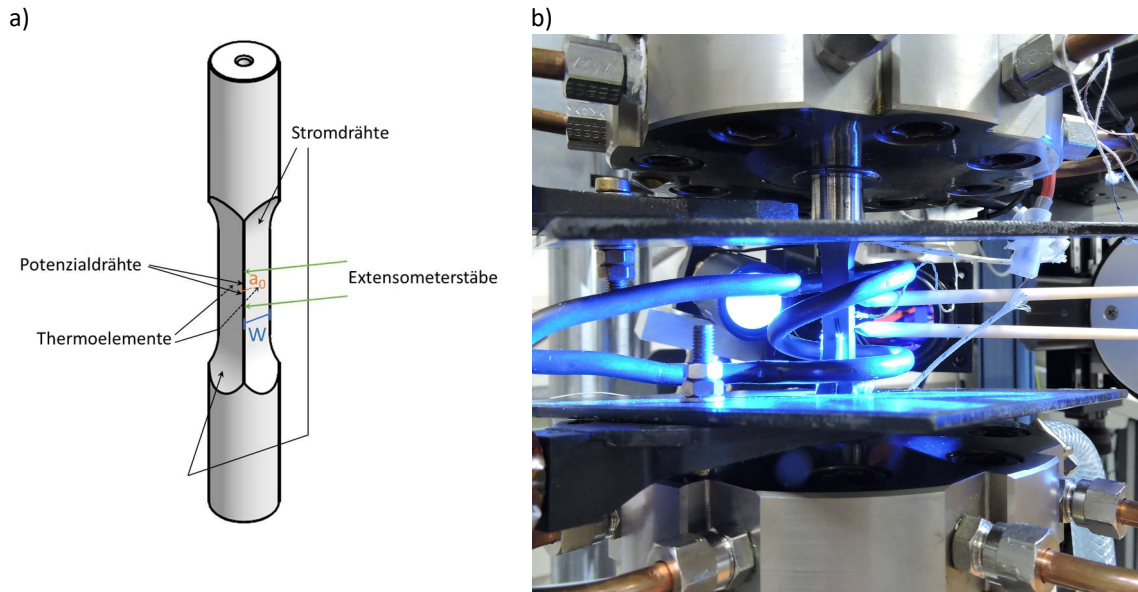 a)
b)
Stromdrähte
Potenzialdrähte
a₀
Extensometerstäbe
Thermoelemente
W